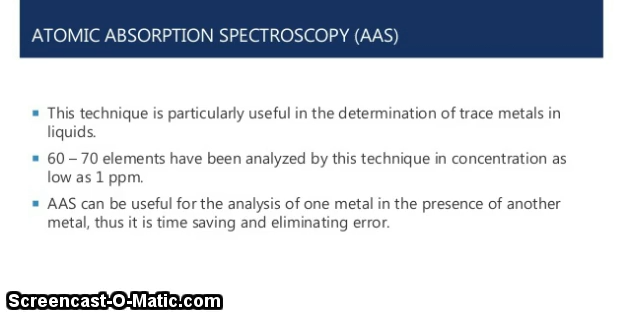 ATOMIC ABSORPTION SPECTROSCOPY (AAS)
This technique is particularly useful in the determination of trace metals in
liquids.
60 – 70 elements have been analyzed by this technique in concentration as
low as 1 ppm.
AAS can be useful for the analysis of one metal in the presence of another
metal, thus it is time saving and eliminating error.
Screencast-O-Matic.com